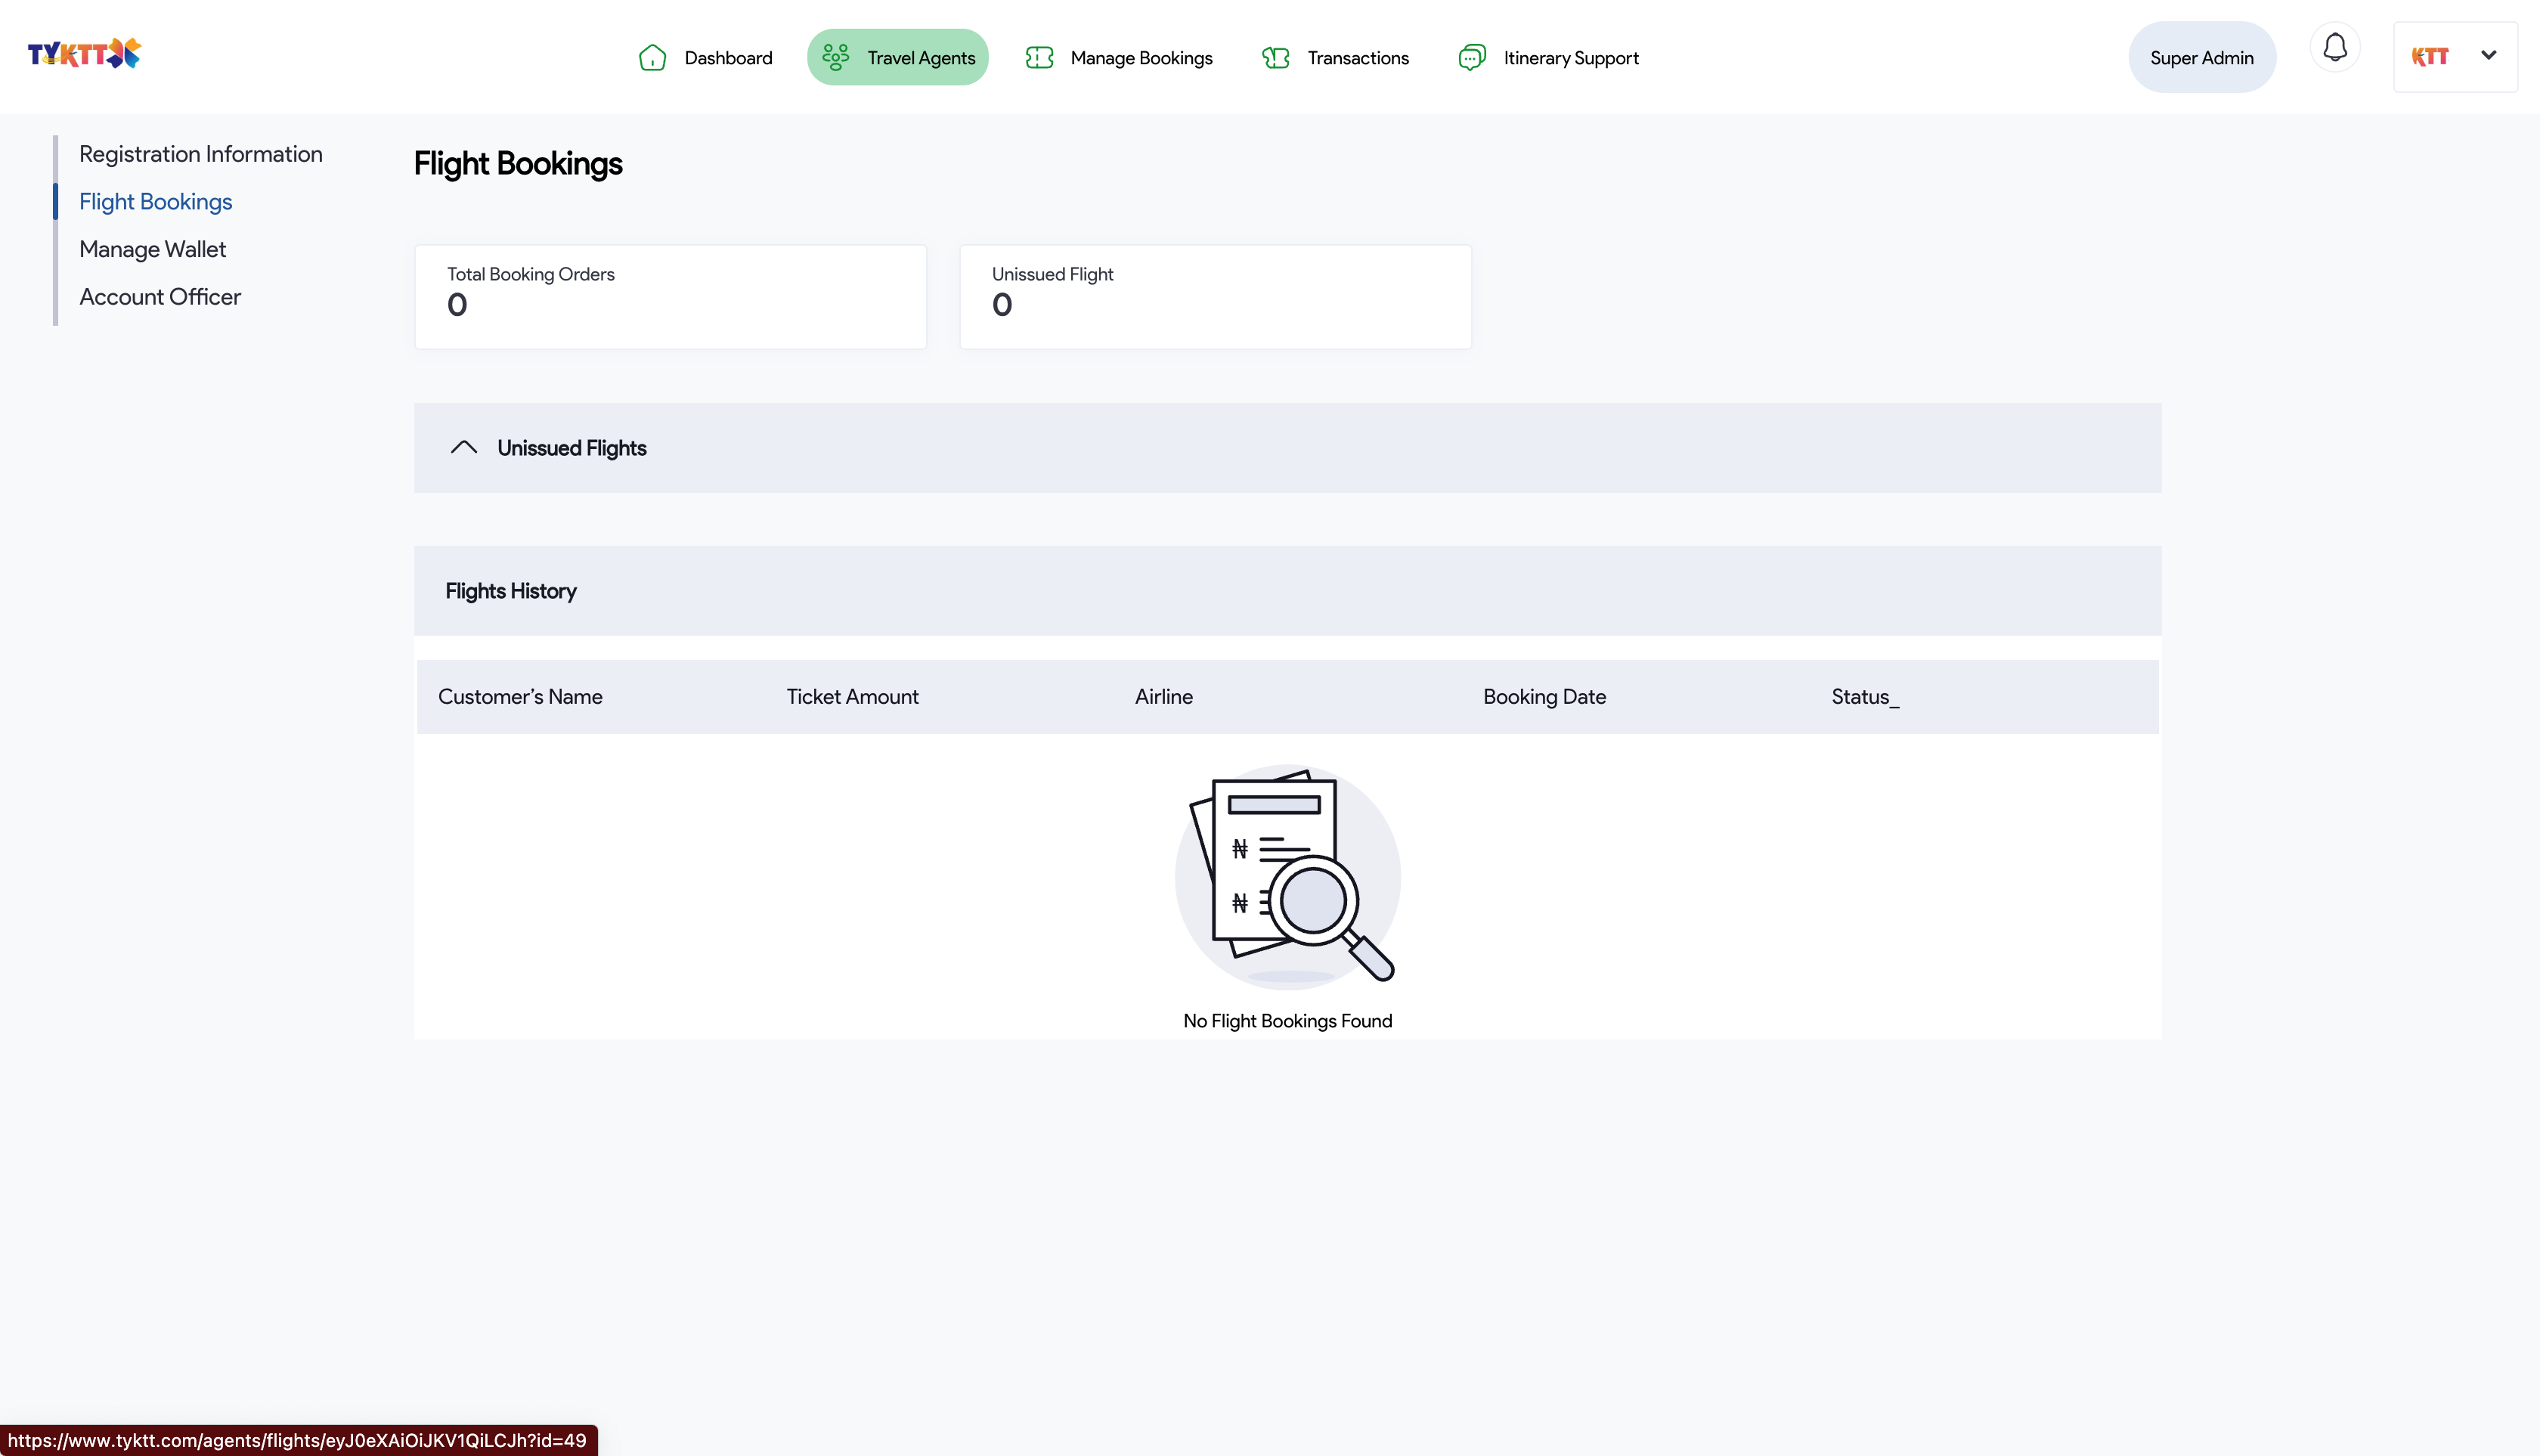 TYKTT
Dashboard
Travel Agents
Manage Bookings
Transactions
Itinerary Support
Super Admin
KTT
Registration Information
Flight Bookings
Manage Wallet
Account Officer
Flight Bookings
Total Booking Orders
0
Unissued Flight
0
Unissued Flights
Flights History
Customer’s Name
Ticket Amount
Airline
Booking Date
Status_
₦
₦
No Flight Bookings Found
https://www.tyktt.com/agents/flights/eyJ0eXAiOiJKV1QiLCJh?id=49